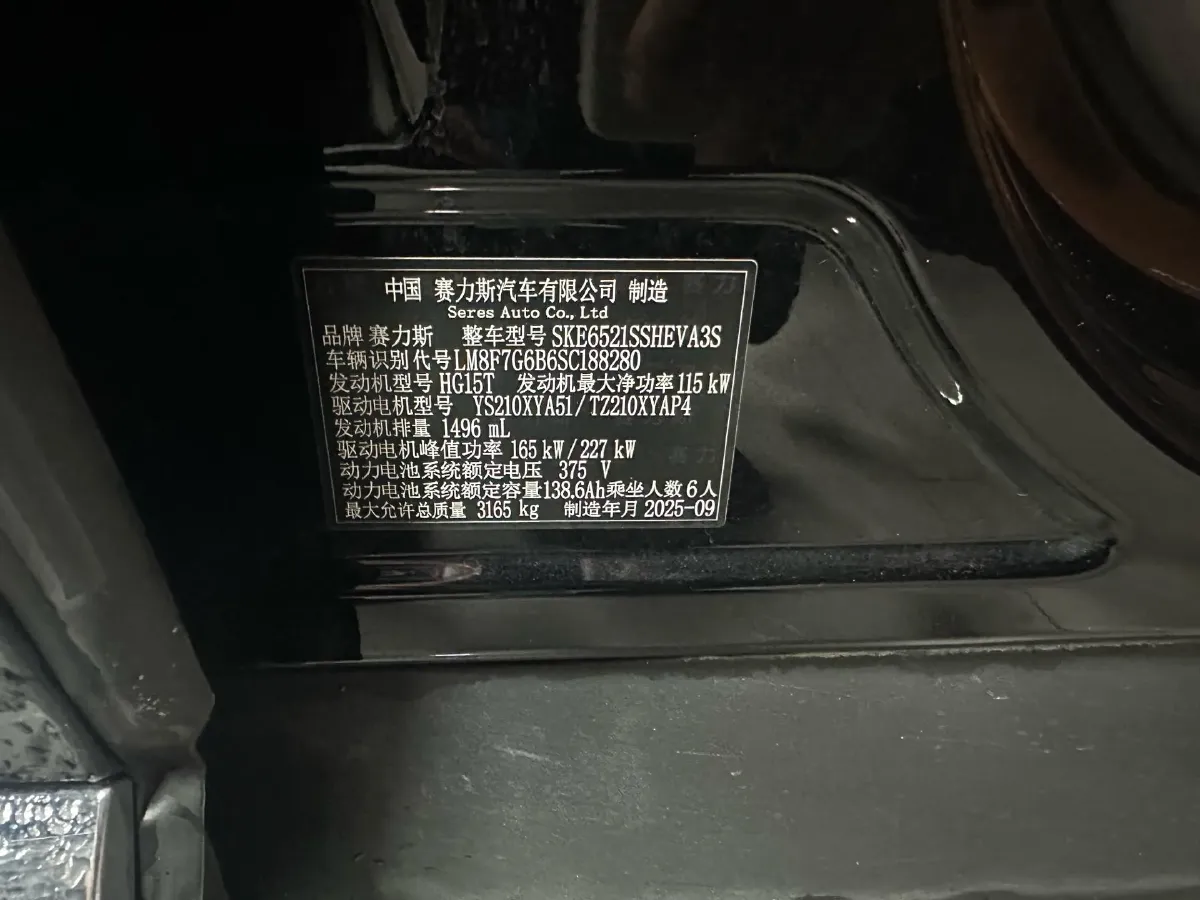 中国 赛力斯汽车有限公司 制造
Seres Auto Co., Ltd
品牌 赛力斯 整车型号 SKE6521SSHEVA3S
车辆识别代号 LM8F7G6B6SC188280
发动机型号 HG15T 发动机最大净功率 115 kW
驱动电机型号 YS210XYA51/TZ210XYAP4
发动机排量 1496 mL
驱动电机峰值功率 165 kW/227 kW
动力电池系统额定电压 375 V
动力电池系统额定容量138.6Ah乘坐人数 6人
最大允许总质量 3165 kg 制造年月 2025-09